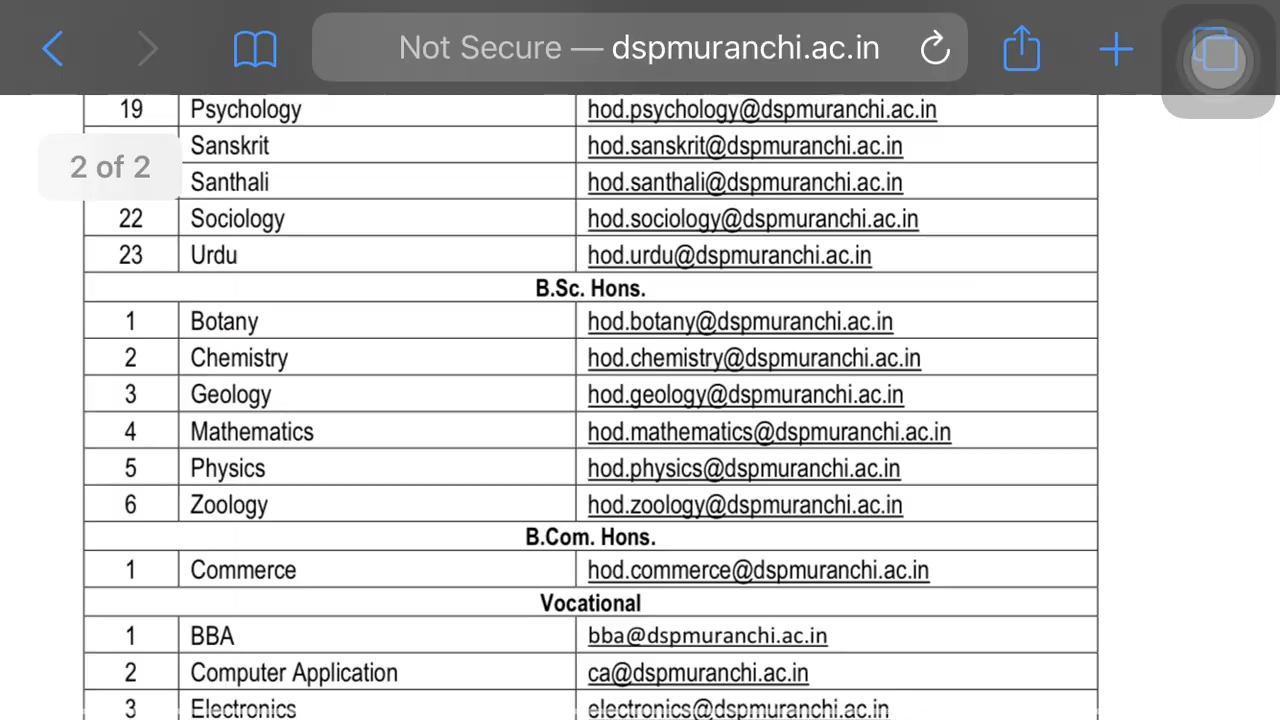 Not Secure — dspmuranchi.ac.in
19 Psychology hod.psychology@dspmuranchi.ac.in
2 of 2 Sanskrit hod.sanskrit@dspmuranchi.ac.in
Santhali hod.santhali@dspmuranchi.ac.in
22 Sociology hod.sociology@dspmuranchi.ac.in
23 Urdu hod.urdu@dspmuranchi.ac.in
B.Sc. Hons.
1 Botany hod.botany@dspmuranchi.ac.in
2 Chemistry hod.chemistry@dspmuranchi.ac.in
3 Geology hod.geology@dspmuranchi.ac.in
4 Mathematics hod.mathematics@dspmuranchi.ac.in
5 Physics hod.physics@dspmuranchi.ac.in
6 Zoology hod.zoology@dspmuranchi.ac.in
B.Com. Hons.
1 Commerce hod.commerce@dspmuranchi.ac.in
Vocational
1 BBA bba@dspmuranchi.ac.in
2 Computer Application ca@dspmuranchi.ac.in
3 Electronics electronics@dspmuranchi.ac.in